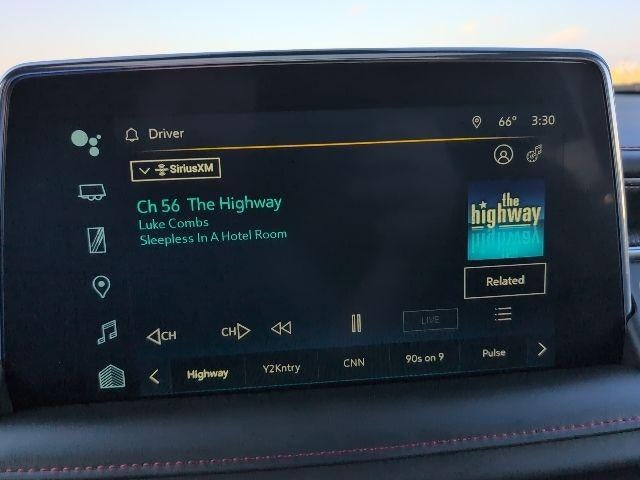 Driver
66° 3:30
SiriusXM
Ch 56 The Highway
Luke Combs
Sleepless In A Hotel Room
the highway
Related
CH
CH
LIVE
Highway Y2Kntry CNN 90s on 9 Pulse